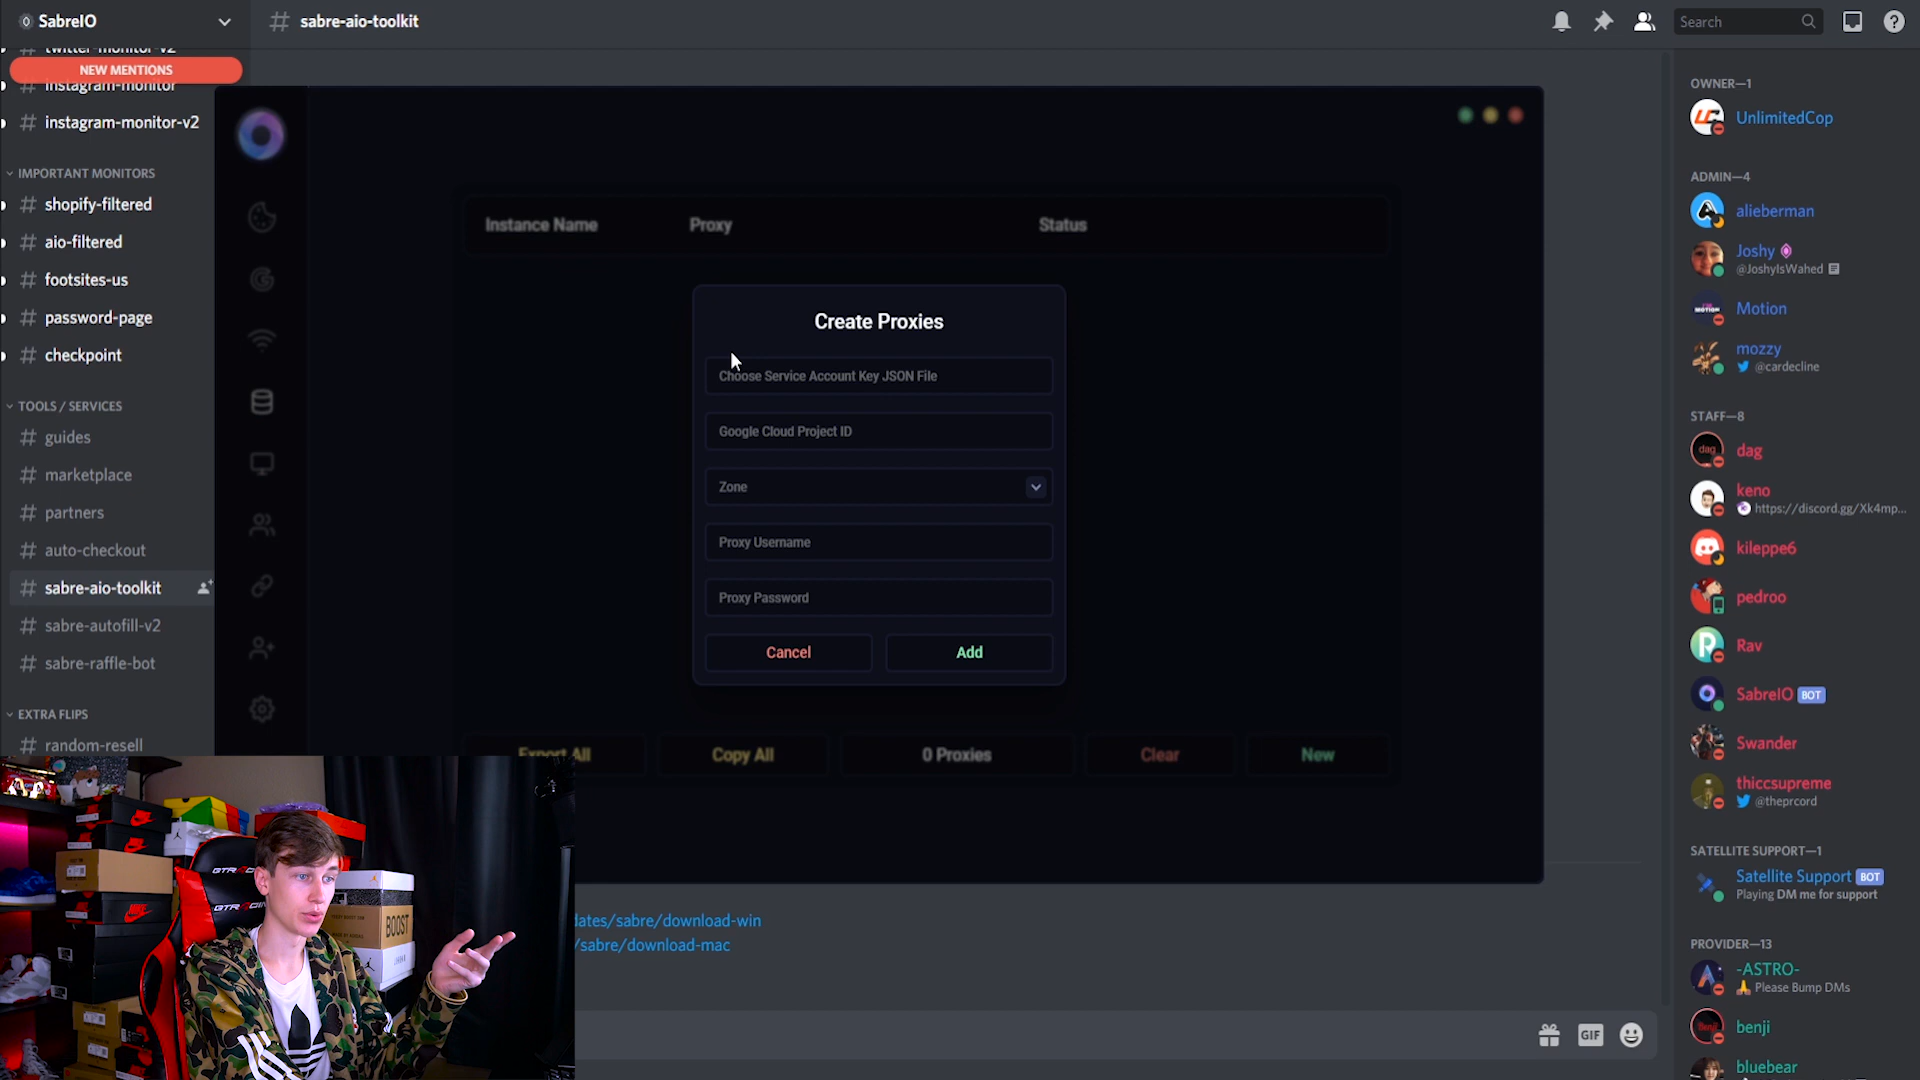 SabreIO
sabre-aio-toolkit
Search
twitter-monitor-v2
NEW MENTIONS
instagram-monitor
instagram-monitor-v2
IMPORTANT MONITORS
shopify-filtered
aio-filtered
footsites-us
password-page
checkpoint
TOOLS / SERVICES
guides
marketplace
partners
auto-checkout
sabre-aio-toolkit
sabre-autofill-v2
sabre-raffle-bot
EXTRA FLIPS
random-resell
Instance Name Proxy Status
Create Proxies
Choose Service Account Key JSON File
Google Cloud Project ID
Zone
Proxy Username
Proxy Password
Cancel Add
Export All Copy All 0 Proxies Clear New
dates/sabre/download-win
/sabre/download-mac
GIF
OWNER—1
UnlimitedCop
ADMIN—4
alieberman
Joshy
@JoshyIsWahed
MOTION
Motion
mozzy
@cardecline
STAFF—8
dag
dag
keno
https://discord.gg/Xk4mp...
kileppe6
pedroo
Rav
SabreIO BOT
Swander
thiccsupreme
@theprcord
SATELLITE SUPPORT—1
Satellite Support BOT
Playing DM me for support
PROVIDER—13
-ASTRO-
Please Bump DMs
Benji
benji
bluebear
BOOST